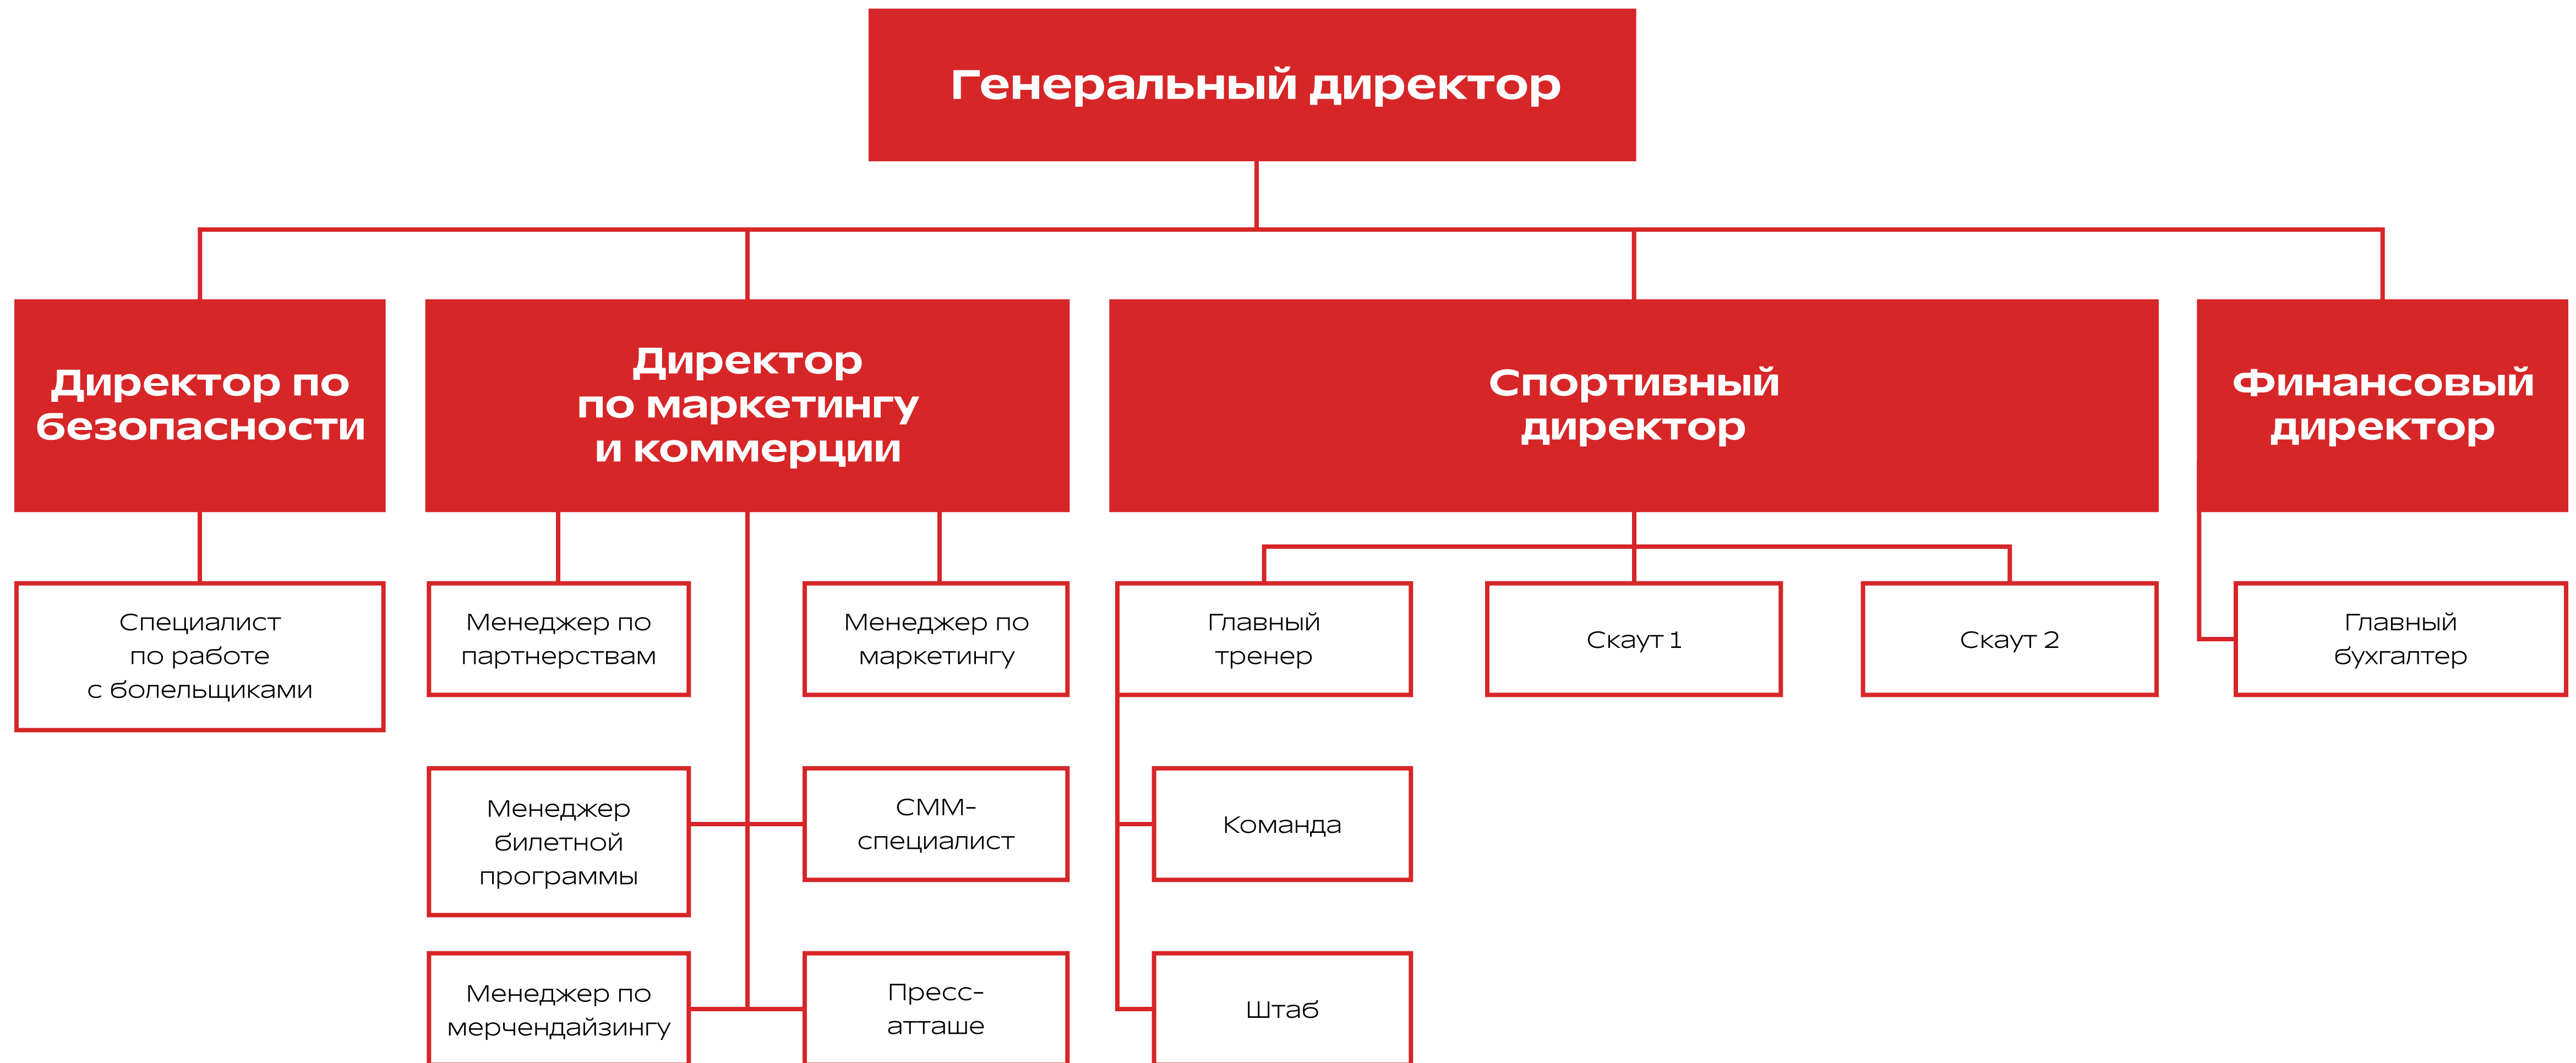 Генеральный директор
Директор по
безопасности
Директор
по маркетингу
и коммерции
Спортивный
директор
Финансовый
директор
Специалист
по работе
с болельщиками
Менеджер по
партнерствам
Менеджер по
маркетингу
Главный
тренер
Скаут 1
Скаут 2
Главный
бухгалтер
Менеджер
билетной
программы
СММ-
специалист
Команда
Менеджер по
мерчендайзингу
Пресс-
атташе
Штаб